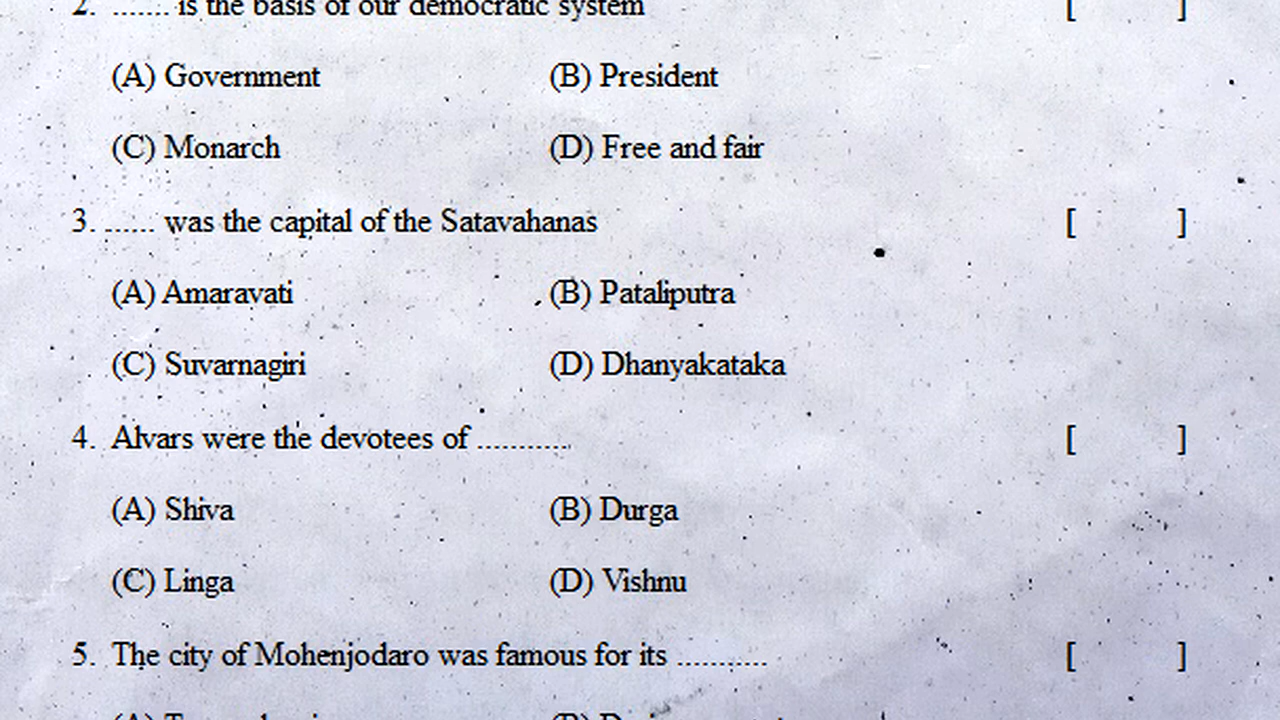 2. ....... is the basis of our democratic system [ ]
(A) Government (B) President
(C) Monarch (D) Free and fair
3. ...... was the capital of the Satavahanas [ ]
(A) Amaravati (B) Pataliputra
(C) Suvarnagiri (D) Dhanyakataka
4. Alvars were the devotees of ........... [ ]
(A) Shiva (B) Durga
(C) Linga (D) Vishnu
5. The city of Mohenjodaro was famous for its ........... [ ]
(A) (B)